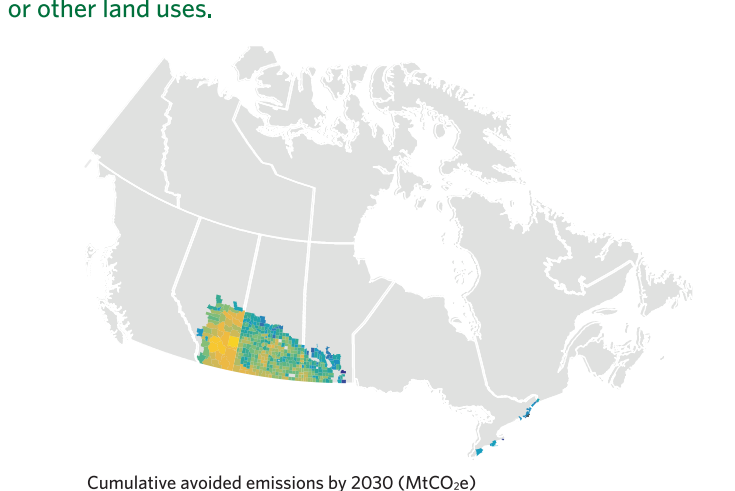 or other land uses.
Cumulative avoided emissions by 2030 (MtCO₂e)